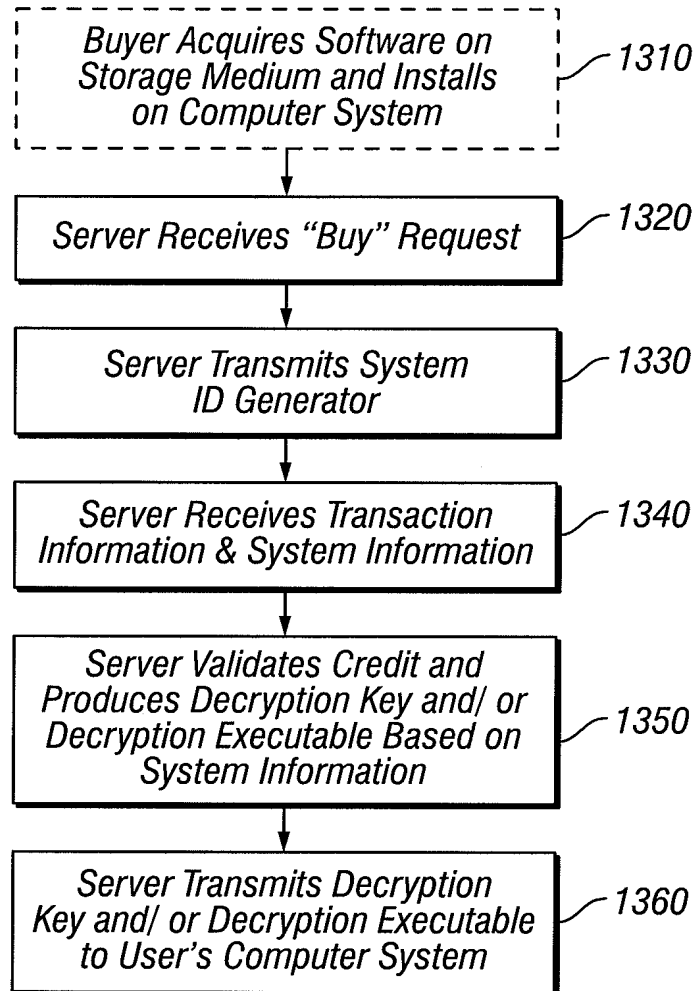 Buyer Acquires Software on
Storage Medium and Installs
on Computer System
1310
Server Receives “Buy” Request
1320
Server Transmits System
ID Generator
1330
Server Receives Transaction
Information & System Information
1340
Server Validates Credit and
Produces Decryption Key and/ or
Decryption Executable Based on
System Information
1350
Server Transmits Decryption
Key and/ or Decryption Executable
to User's Computer System
1360